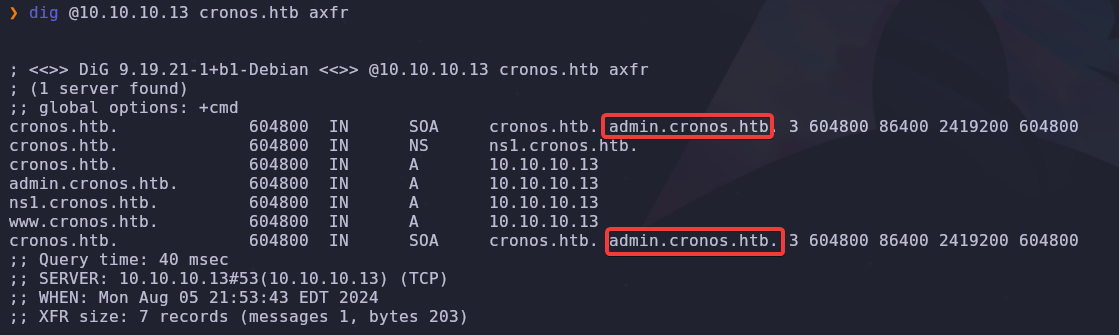 ❯ dig @10.10.10.13 cronos.htb axfr
; <<>> DiG 9.19.21-1+b1-Debian <<>> @10.10.10.13 cronos.htb axfr
; (1 server found)
;; global options: +cmd
cronos.htb. 604800 IN SOA cronos.htb. admin.cronos.htb. 3 604800 86400 2419200 604800
cronos.htb. 604800 IN NS ns1.cronos.htb.
cronos.htb. 604800 IN A 10.10.10.13
admin.cronos.htb. 604800 IN A 10.10.10.13
ns1.cronos.htb. 604800 IN A 10.10.10.13
www.cronos.htb. 604800 IN A 10.10.10.13
cronos.htb. 604800 IN SOA cronos.htb. admin.cronos.htb. 3 604800 86400 2419200 604800
;; Query time: 40 msec
;; SERVER: 10.10.10.13#53(10.10.10.13) (TCP)
;; WHEN: Mon Aug 05 21:53:43 EDT 2024
;; XFR size: 7 records (messages 1, bytes 203)